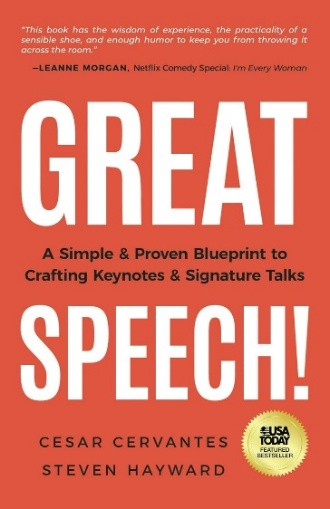 "This book has the wisdom of experience, the practicality of a
sensible shoe, and enough humor to keep you from throwing it
across the room."
—LEANNE MORGAN, Netflix Comedy Special: I'm Every Woman
GREAT
A Simple & Proven Blueprint to
Crafting Keynotes & Signature Talks
SPEECH!
CESAR CERVANTES
STEVEN HAYWARD
USA
TODAY
FEATURED
BESTSELLER